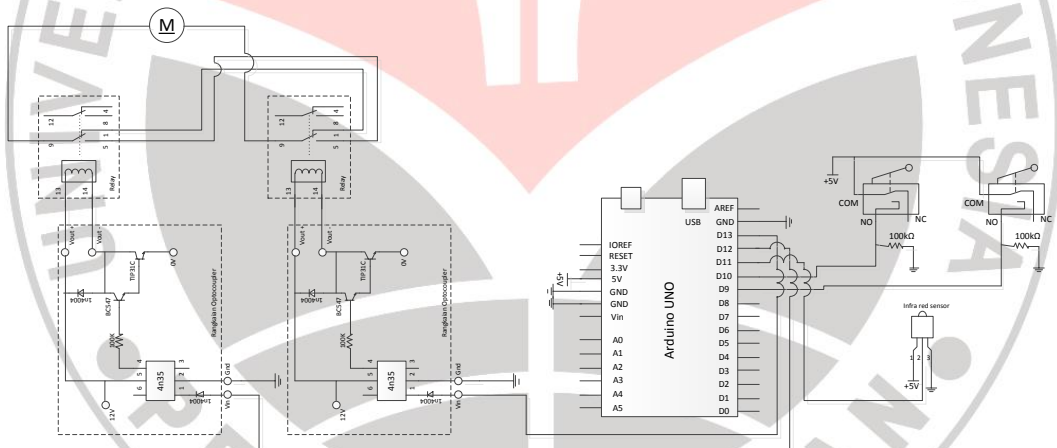 UNIVE
NESIA
R
M
12
4
8
9
1
5
13
14
Relay
12
4
8
9
1
5
13
14
Relay
Vout +
Vout -
TIP31C
0V
1n4004
BC547
100K
Rangkaian Optocoupler
4n35
4
5
6
3
2
1
Gnd
1n4004
Vin
12V
Vout +
Vout -
TIP31C
0V
1n4004
BC547
100K
Rangkaian Optocoupler
4n35
4
5
6
3
2
1
Gnd
1n4004
Vin
12V
USB
Arduino UNO
IOREF
RESET
3.3V
5V
GND
GND
Vin
A0
A1
A2
A3
A4
A5
+5V
AREF
GND
D13
D12
D11
D10
D9
D8
D7
D6
D5
D4
D3
D2
D1
D0
+5V
COM
NO
NC
100kΩ
COM
NO
NC
100kΩ
Infra red sensor
1 2 3
+5V